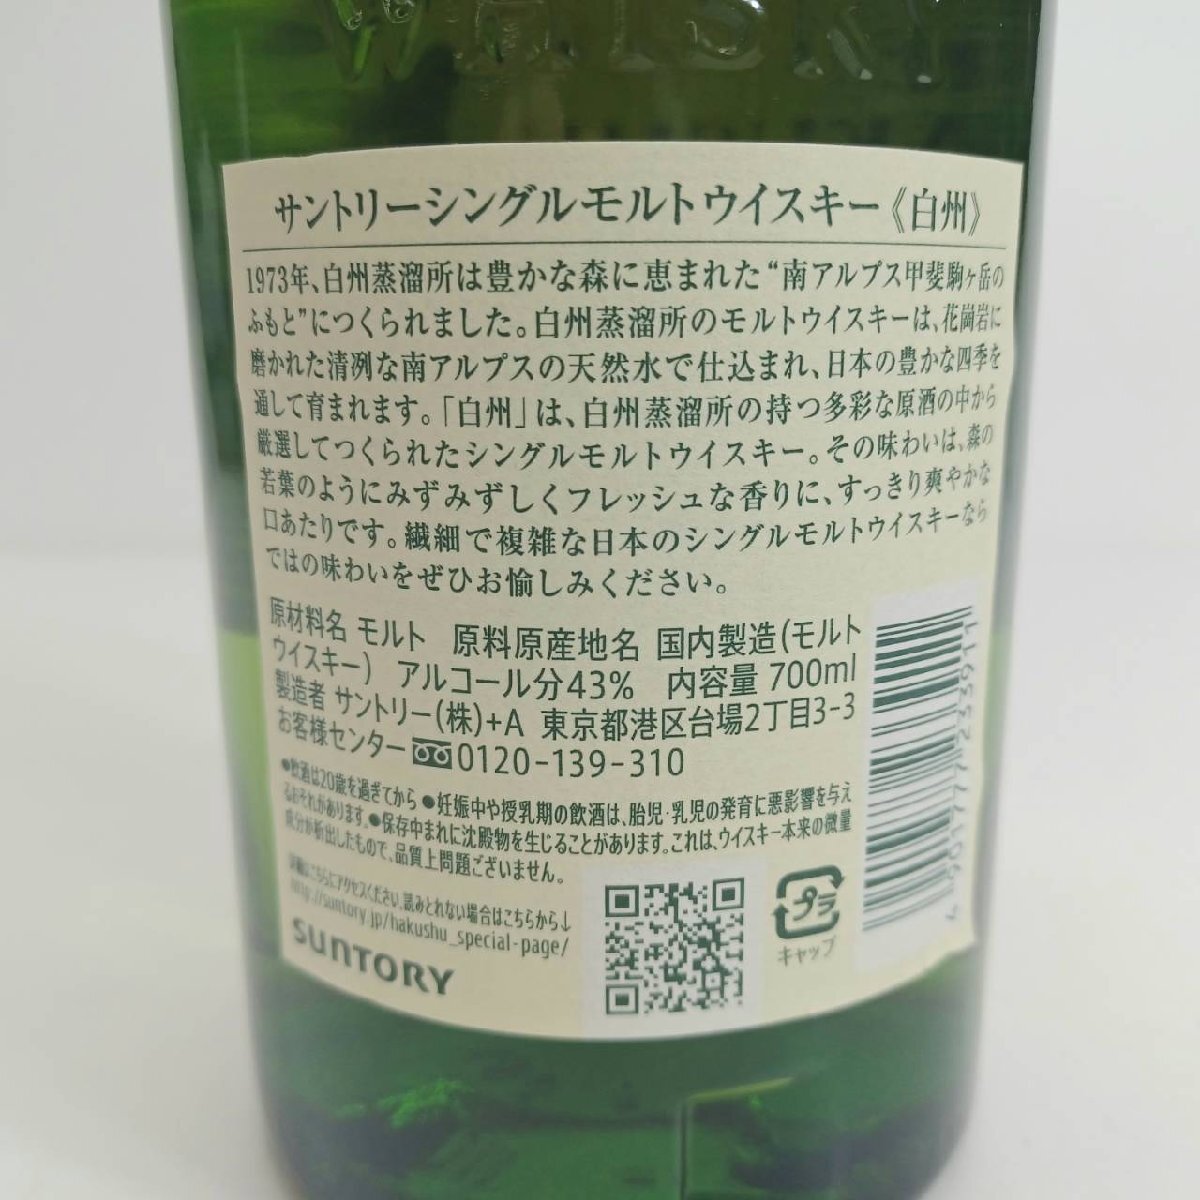 WHISKY
サントリーシングルモルトウイスキー《白州》
1973年、白州蒸溜所は豊かな森に恵まれた“南アルプス甲斐駒ヶ岳の
ふもと”につくられました。白州蒸溜所のモルトウイスキーは、花崗岩に
磨かれた清冽な南アルプスの天然水で仕込まれ、日本の豊かな四季を
通して育まれます。「白州」は、白州蒸溜所の持つ多彩な原酒の中から
厳選してつくられたシングルモルトウイスキー。その味わいは、森の
若葉のようにみずみずしくフレッシュな香りに、すっきり爽やかな
口あたりです。繊細で複雑な日本のシングルモルトウイスキーなら
ではの味わいをぜひお愉しみください。
原材料名 モルト 原料原産地名 国内製造(モルト
ウイスキー) アルコール分43% 内容量 700ml
製造者 サントリー(株)+A 東京都港区台場2丁目3-3
お客様センター 0120-139-310
●飲酒は20歳を過ぎてから ●妊娠中や授乳期の飲酒は、胎児・乳児の発育に悪影響を与え
るおそれがあります。●保存中まれに沈殿物を生じることがあります。これは、ウイスキー本来の微量
成分が析出したもので、品質上問題ございません。
詳細はこちらにアクセスください。読みとれない場合はこちらから↓
http://suntory.jp/hakushu_special-page/
SUNTORY
プラ
キャップ
4901777233911